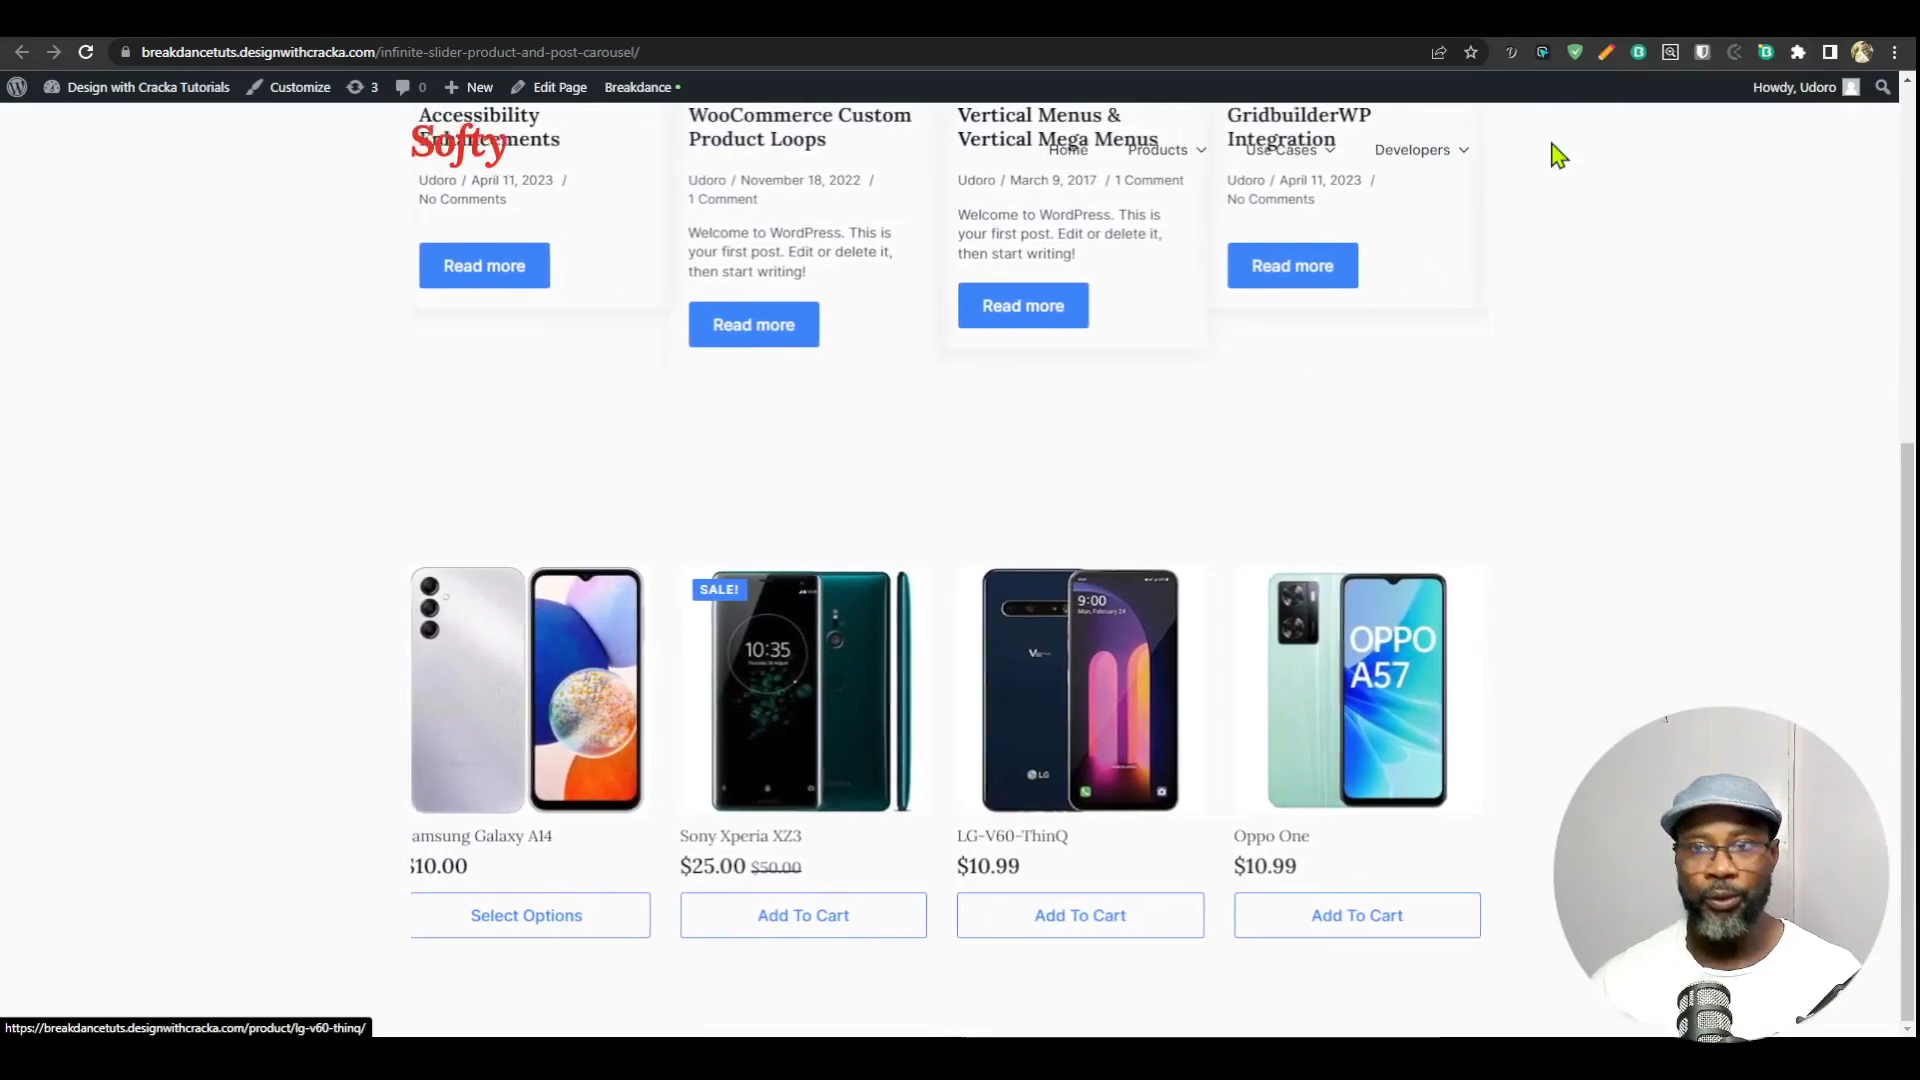 breakdancetuts.designwithcracka.com/infinite-slider-product-and-post-carousel/
Design with Cracka Tutorials Customize 3 0 New Edit Page Breakdance Howdy, Udoro
Softy
Home Products Use Cases Developers
Accessibility
Enhancements
Udoro / April 11, 2023 /
No Comments
Read more
WooCommerce Custom
Product Loops
Udoro / November 18, 2022 /
1 Comment
Welcome to WordPress. This is
your first post. Edit or delete it,
then start writing!
Read more
Vertical Menus &
Vertical Mega Menus
Udoro / March 9, 2017 / 1 Comment
Welcome to WordPress. This is
your first post. Edit or delete it,
then start writing!
Read more
GridbuilderWP
Integration
Udoro / April 11, 2023 /
No Comments
Read more
amsung Galaxy A14
$10.00
Select Options
SALE!
10:35
Sony Xperia XZ3
$25.00 $50.00
Add To Cart
9:00
LG
LG-V60-ThinQ
$10.99
Add To Cart
OPPO
A57
Oppo One
$10.99
Add To Cart
https://breakdancetuts.designwithcracka.com/product/lg-v60-thinq/